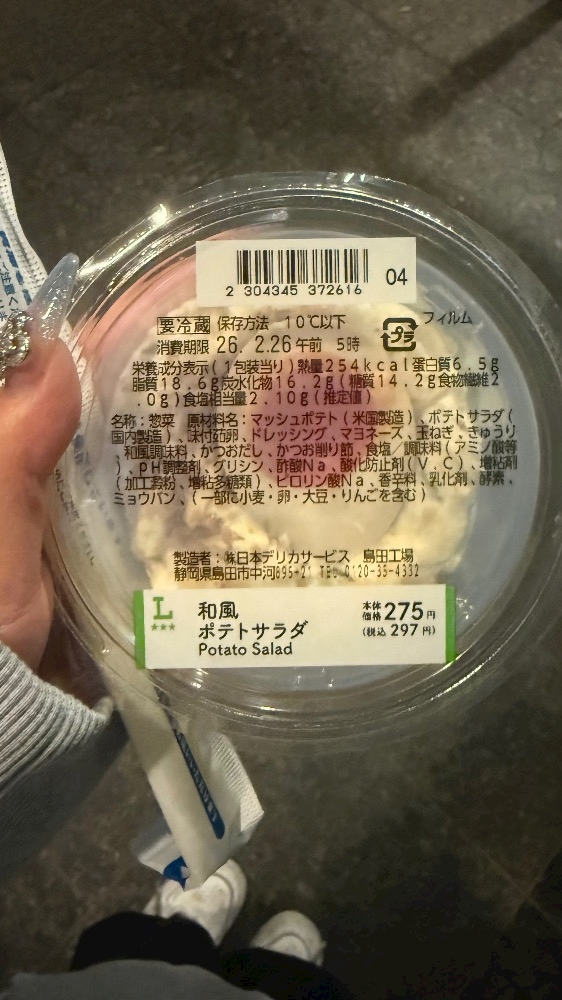 2 304345 372616
04
要冷蔵 保存方法 10℃以下
プラ
フィルム
消費期限 26. 2.26 午前 5時
栄養成分表示(1包装当り)熱量254kcal蛋白質6.5g
脂質18.6g炭水化物16.2g(糖質14.2g食物繊維2
.0g)食塩相当量2.10g(推定値)
名称:惣菜 原材料名:マッシュポテト(米国製造)、ポテトサラダ(
国内製造)、味付茹卵、ドレッシング、マヨネーズ、玉ねぎ、きゅうり
和風調味料、かつおだし、かつお削り節、食塩/調味料(アミノ酸等
)、pH調整剤、グリシン、酢酸Na、酸化防止剤(V.C)、増粘剤
(加工澱粉、増粘多糖類)、ピロリン酸Na、香辛料、乳化剤、酵素、
ミョウバン、(一部に小麦・卵・大豆・りんごを含む)
製造者:㈱日本デリカサービス 島田工場
静岡県島田市中河695-21 TEL 0120-35-4332
L
和風
ポテトサラダ
Potato Salad
本体価格 275円
(税込 297円)